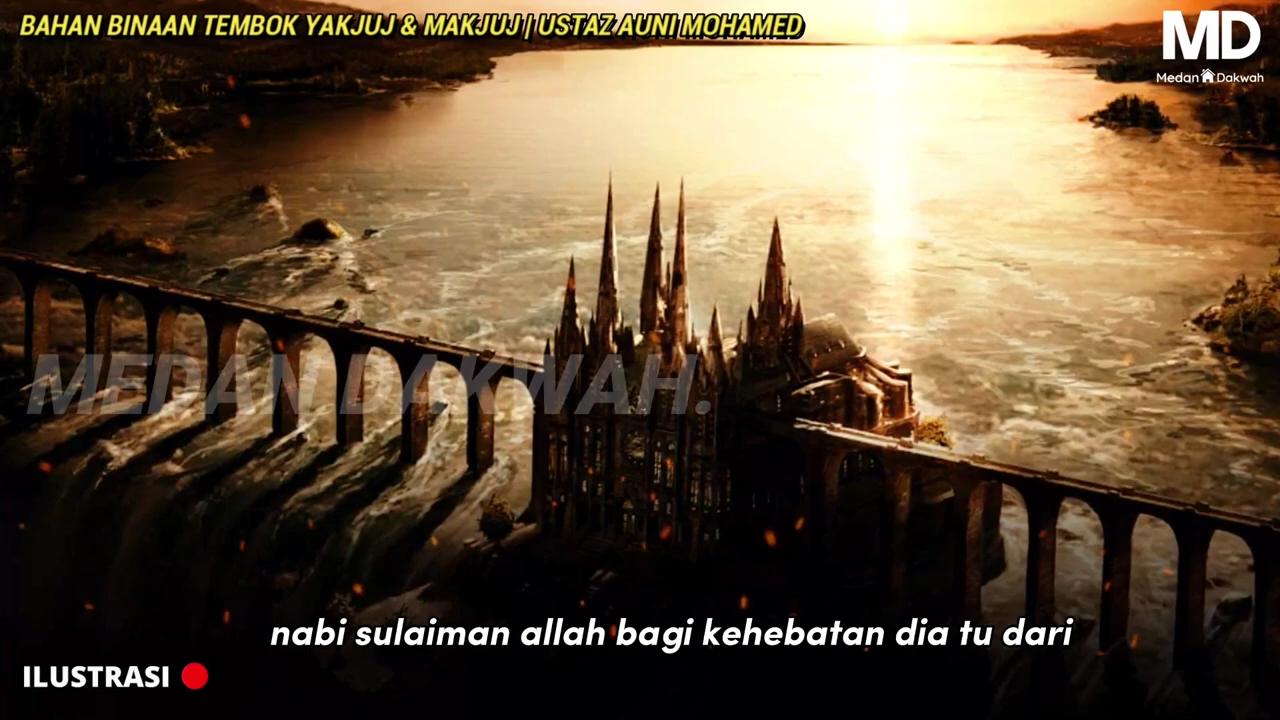 BAHAN BINAAN TEMBOK YAKJUJ & MAKJUJ | USTAZ AUNI MOHAMED
MD
Medan Dakwah
MEDAN DAKWAH.
nabi sulaiman allah bagi kehebatan dia tu dari
ILUSTRASI